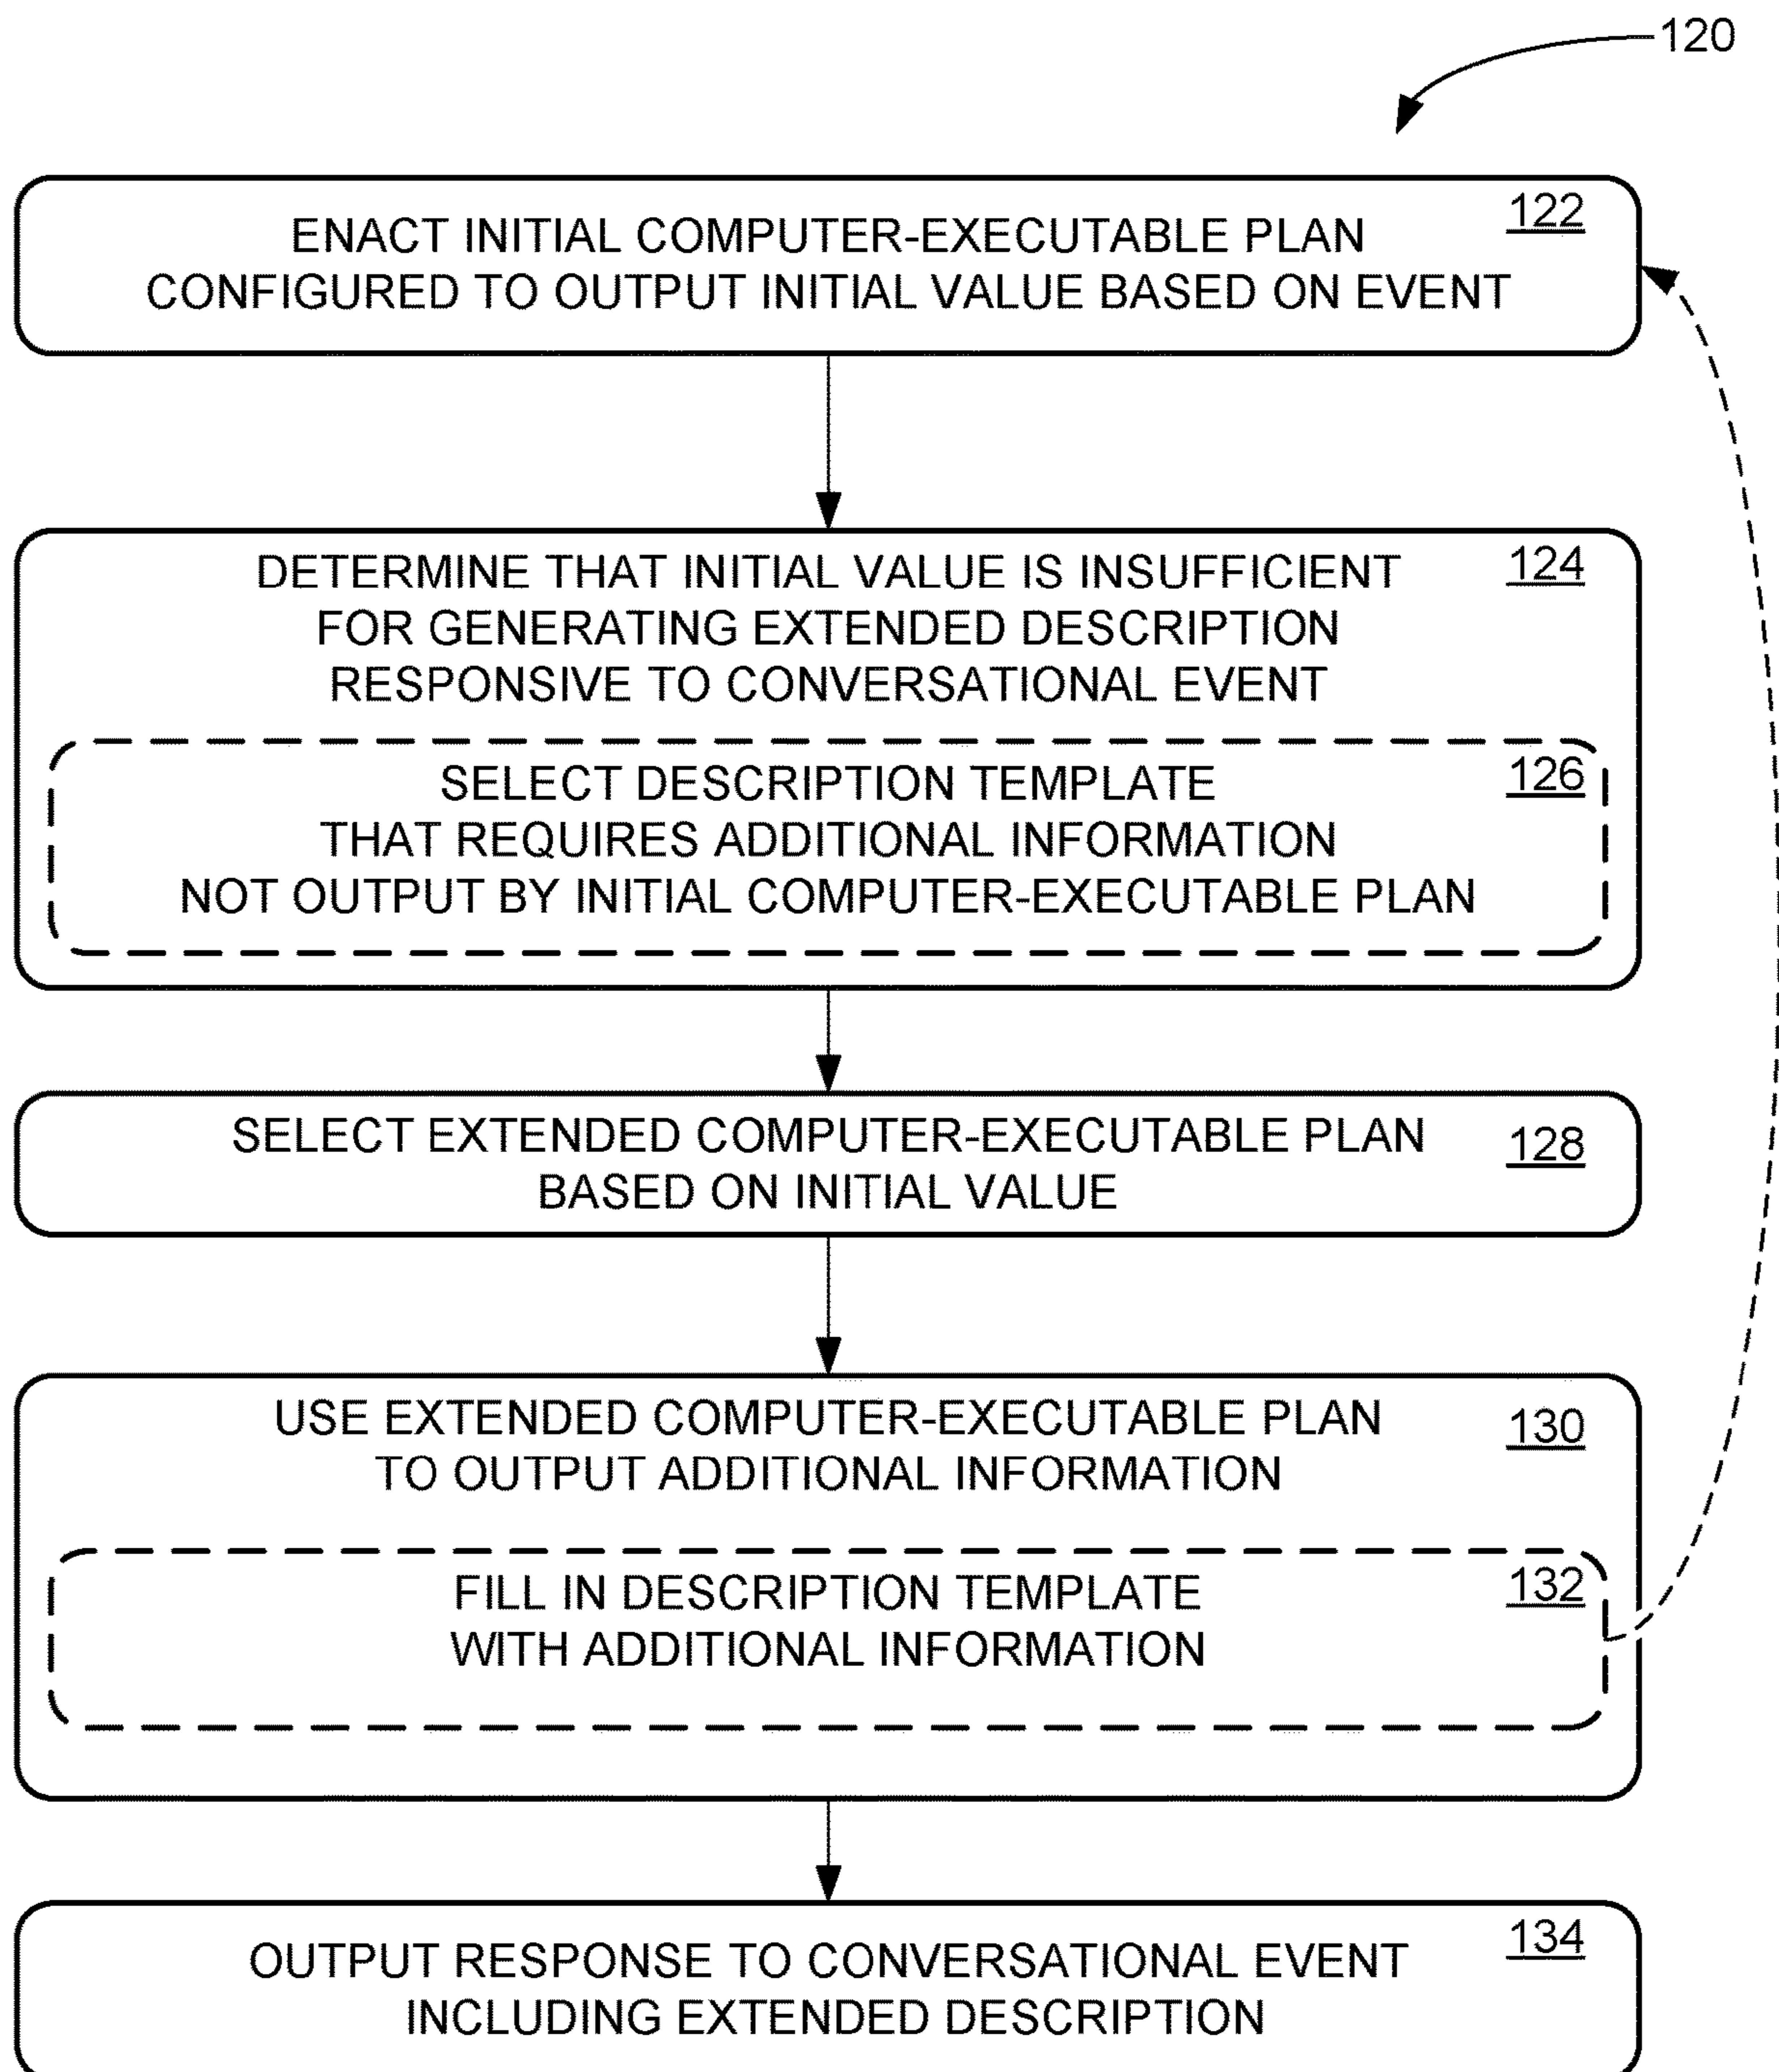 120
122
ENACT INITIAL COMPUTER-EXECUTABLE PLAN
CONFIGURED TO OUTPUT INITIAL VALUE BASED ON EVENT
124
DETERMINE THAT INITIAL VALUE IS INSUFFICIENT
FOR GENERATING EXTENDED DESCRIPTION
RESPONSIVE TO CONVERSATIONAL EVENT
126
SELECT DESCRIPTION TEMPLATE
THAT REQUIRES ADDITIONAL INFORMATION
NOT OUTPUT BY INITIAL COMPUTER-EXECUTABLE PLAN
128
SELECT EXTENDED COMPUTER-EXECUTABLE PLAN
BASED ON INITIAL VALUE
130
USE EXTENDED COMPUTER-EXECUTABLE PLAN
TO OUTPUT ADDITIONAL INFORMATION
132
FILL IN DESCRIPTION TEMPLATE
WITH ADDITIONAL INFORMATION
134
OUTPUT RESPONSE TO CONVERSATIONAL EVENT
INCLUDING EXTENDED DESCRIPTION